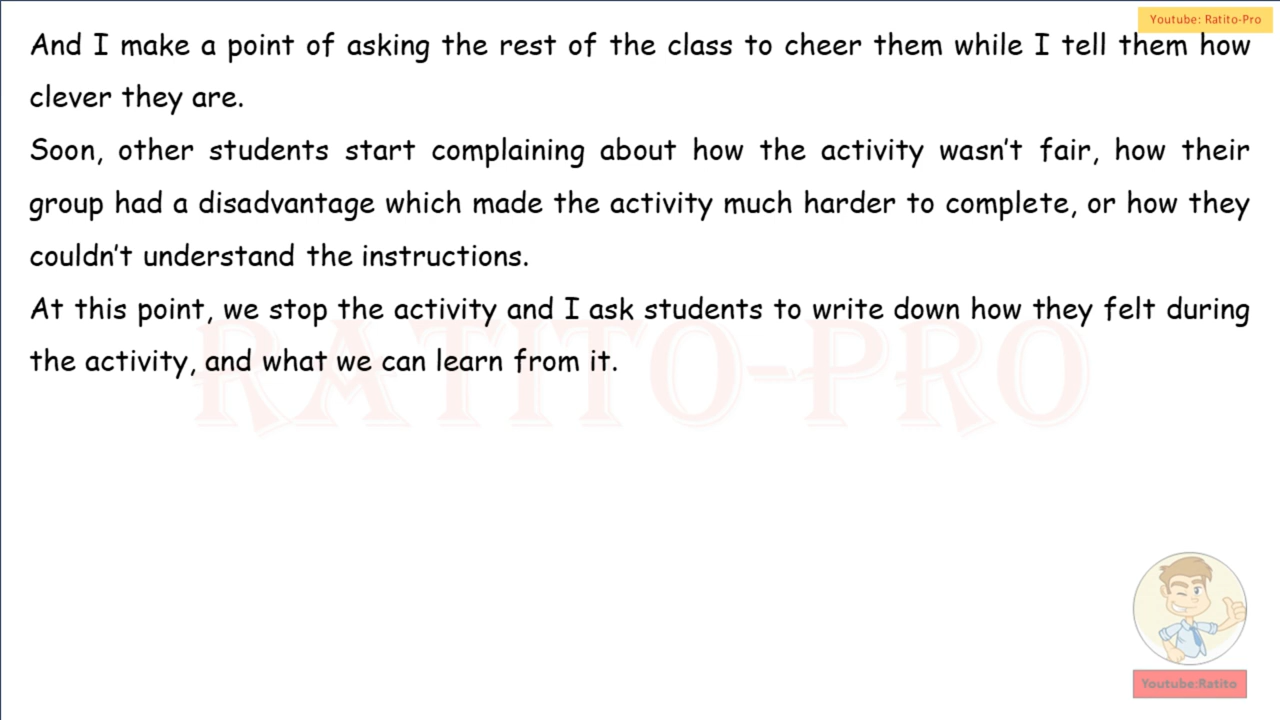 Youtube: Ratito-Pro
And I make a point of asking the rest of the class to cheer them while I tell them how
clever they are.
Soon, other students start complaining about how the activity wasn't fair, how their
group had a disadvantage which made the activity much harder to complete, or how they
couldn't understand the instructions.
At this point, we stop the activity and I ask students to write down how they felt during
the activity, and what we can learn from it.
RATITO-PRO
Youtube:Ratito